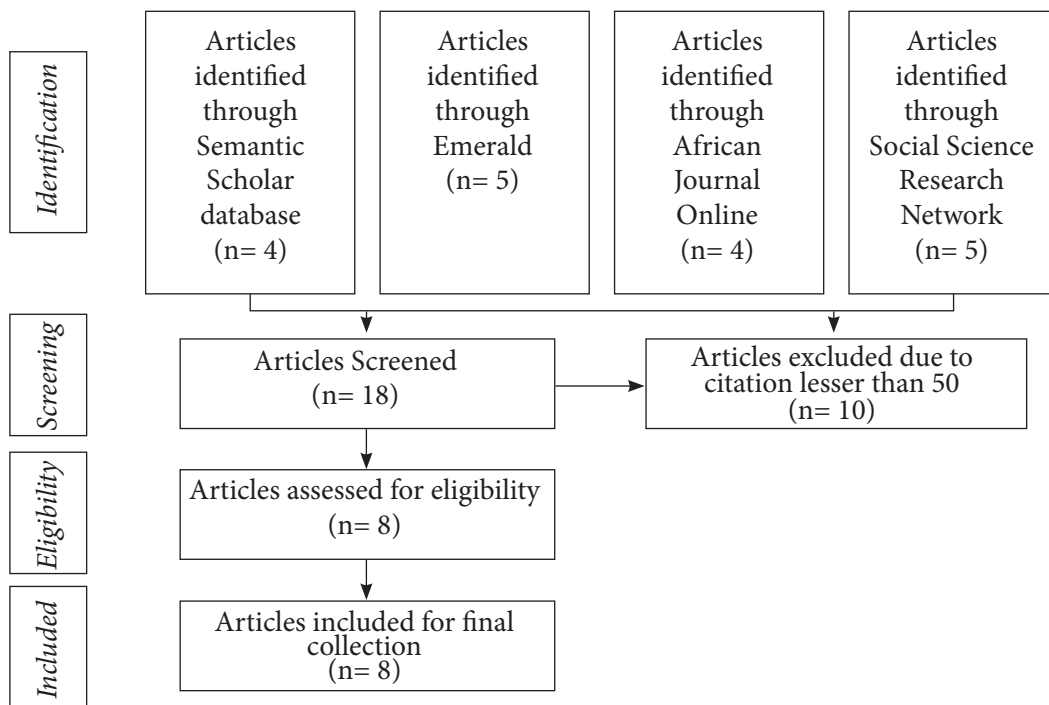 Identification
Articles
identified
through
Semantic
Scholar
database
(n= 4)
Articles
identified
through
Emerald
(n= 5)
Articles
identified
through
African
Journal
Online
(n= 4)
Articles
identified
through
Social Science
Research
Network
(n= 5)
Screening
Articles Screened
(n= 18)
Articles excluded due to
citation lesser than 50
(n= 10)
Eligibility
Articles assessed for eligibility
(n= 8)
Included
Articles included for final
collection
(n= 8)